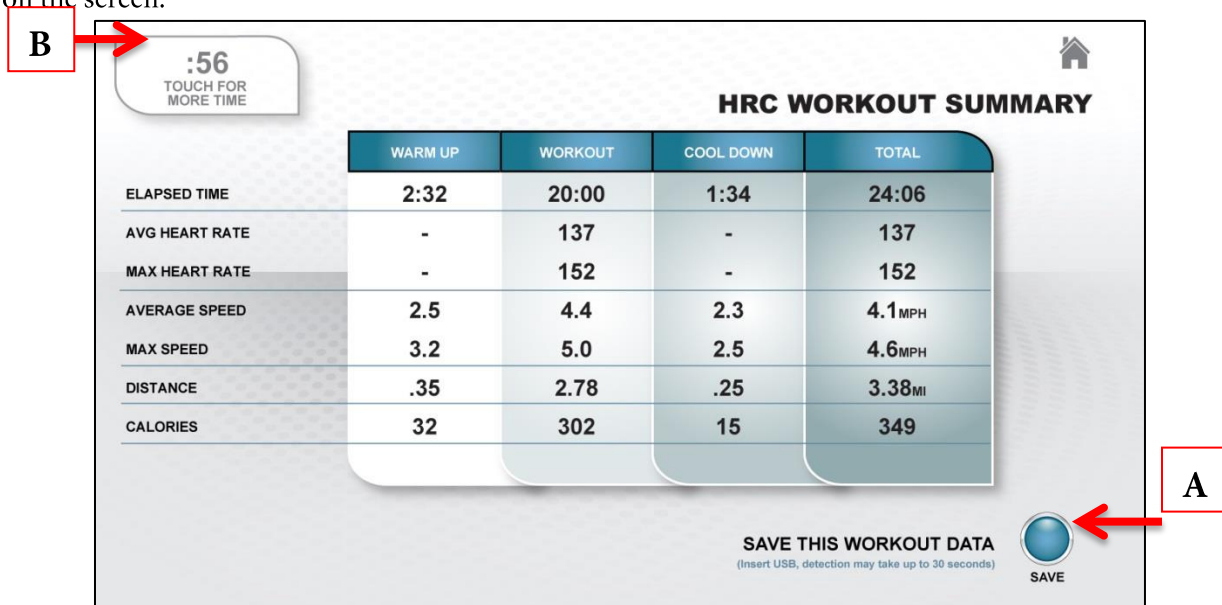 on the screen.
B
:56
TOUCH FOR
MORE TIME
HRC WORKOUT SUMMARY
WARM UP WORKOUT COOL DOWN TOTAL
ELAPSED TIME 2:32 20:00 1:34 24:06
AVG HEART RATE - 137 - 137
MAX HEART RATE - 152 - 152
AVERAGE SPEED 2.5 4.4 2.3 4.1MPH
MAX SPEED 3.2 5.0 2.5 4.6MPH
DISTANCE .35 2.78 .25 3.38MI
CALORIES 32 302 15 349
A
SAVE THIS WORKOUT DATA
(Insert USB, detection may take up to 30 seconds)
SAVE